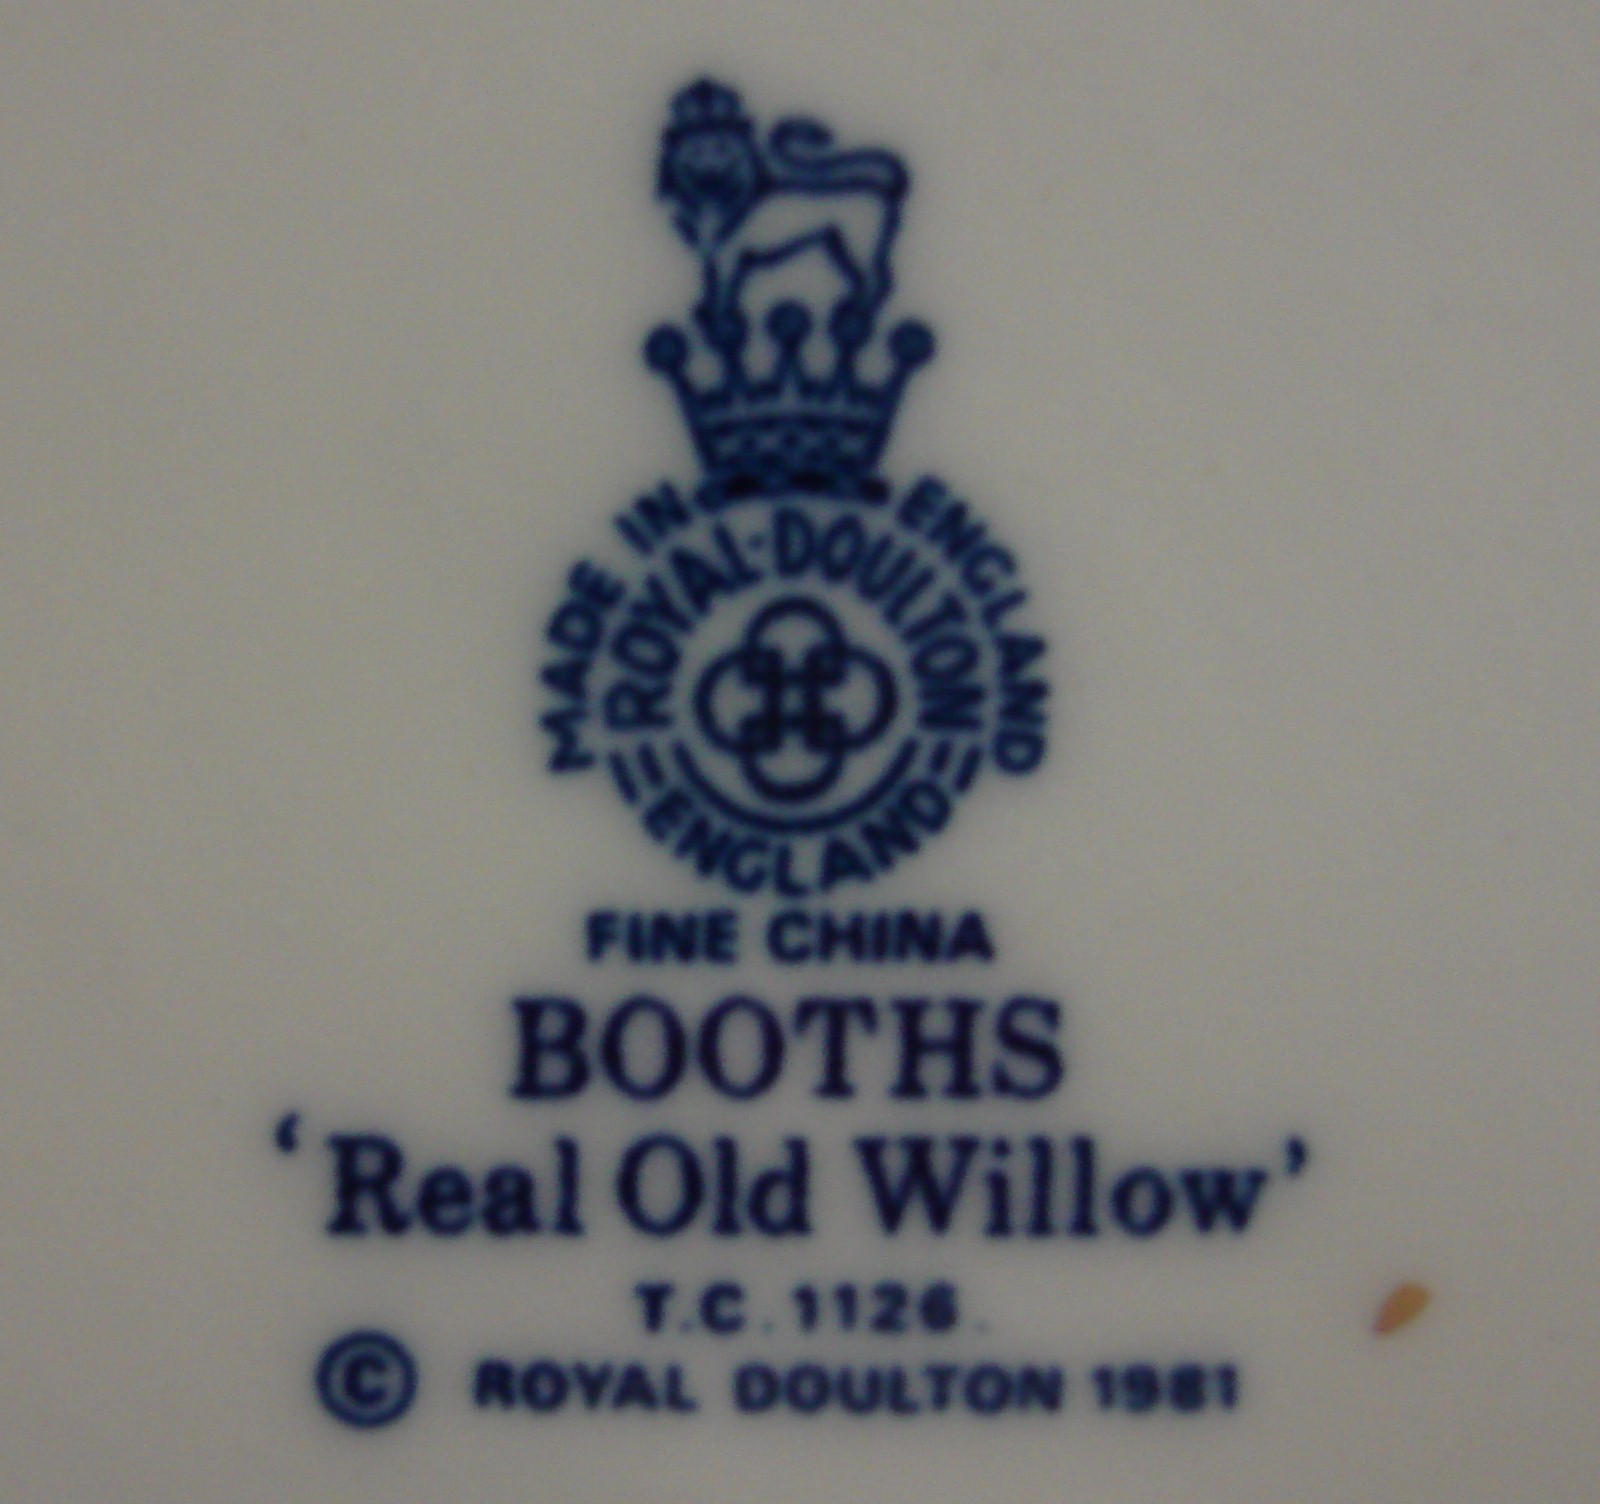 MADE IN ENGLAND
ROYAL·DOULTON
ENGLAND
FINE CHINA
BOOTHS
‘Real Old Willow’
T.C. 1126.
© ROYAL DOULTON 1981